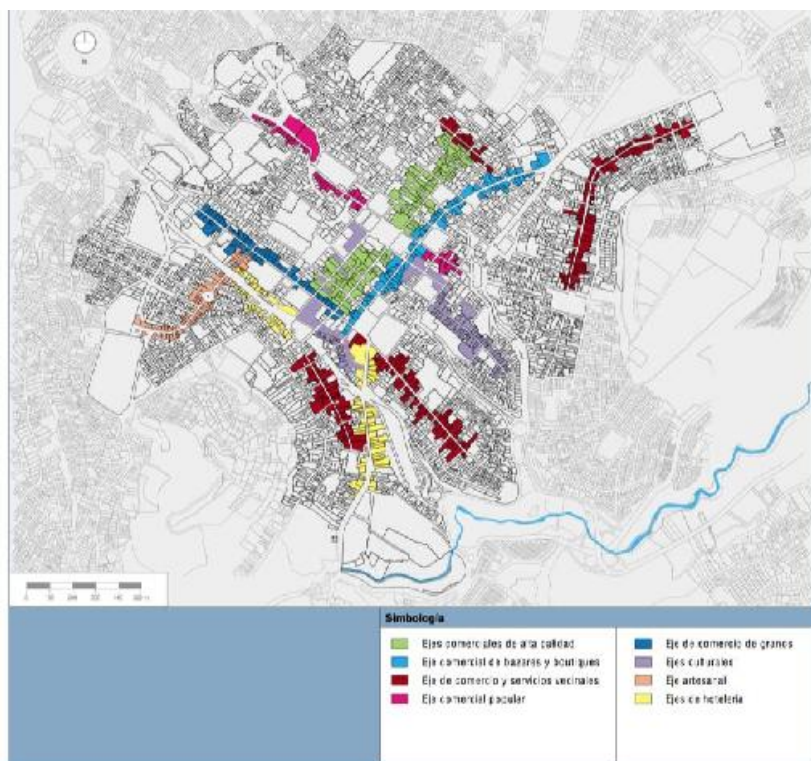 N
Simbología
Ejes comerciales de alta calidad
Eje comercial de bazares y boutiques
Eje de comercio y servicios vecinales
Eje comercial popular
Eje de comercio de granos
Ejes culturales
Eje artesanal
Ejes de hotelería